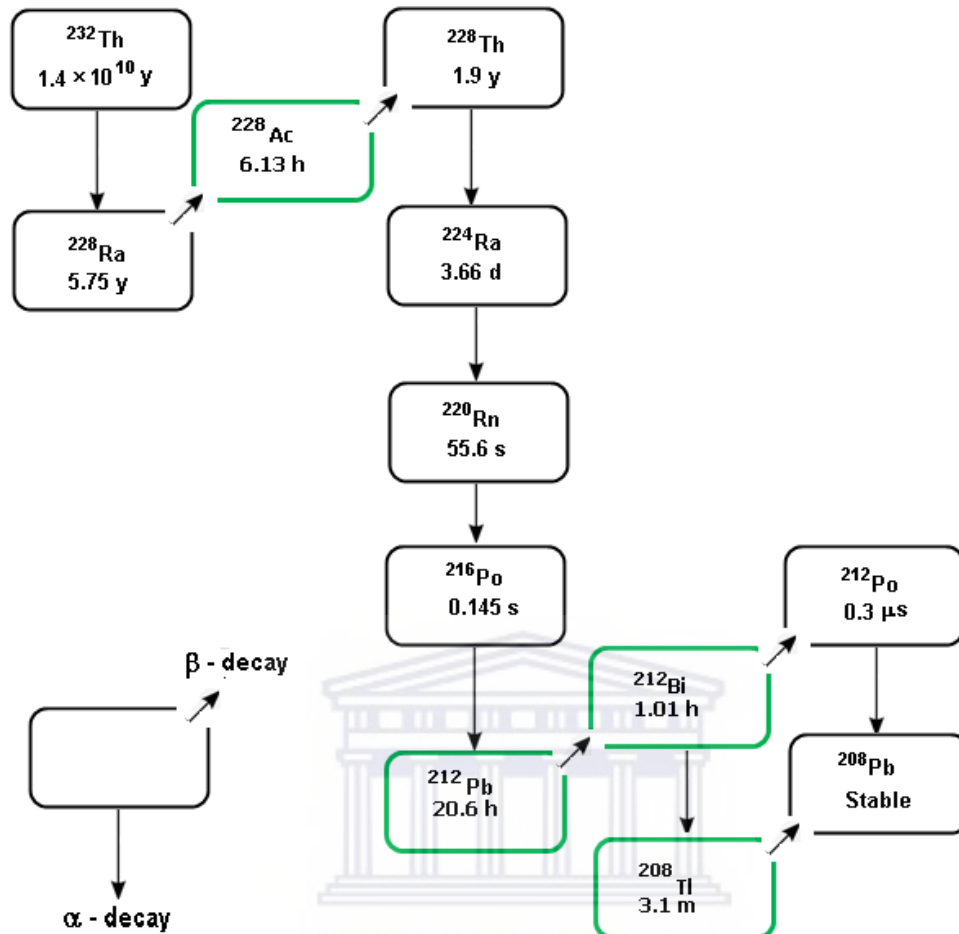 ²³²Th
1.4 × 10¹⁰ y
²²⁸Th
1.9 y
²²⁸Ac
6.13 h
²²⁸Ra
5.75 y
²²⁴Ra
3.66 d
²²⁰Rn
55.6 s
²¹⁶Po
0.145 s
²¹²Po
0.3 μs
β - decay
²¹²Bi
1.01 h
²¹²Pb
20.6 h
²⁰⁸Pb
Stable
²⁰⁸Tl
3.1 m
α - decay